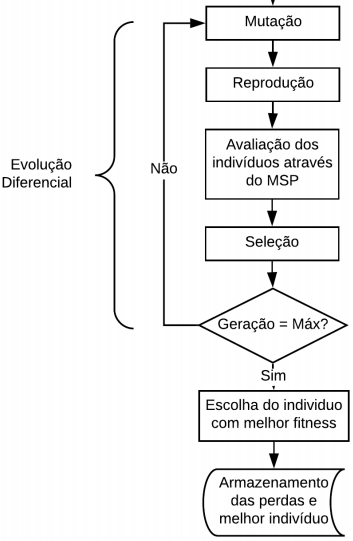 Mutação
Reprodução
Avaliação dos
indivíduos através
do MSP
Evolução
Diferencial
Não
Seleção
Geração = Máx?
Sim
Escolha do individuo
com melhor fitness
Armazenamento
das perdas e
melhor indivíduo